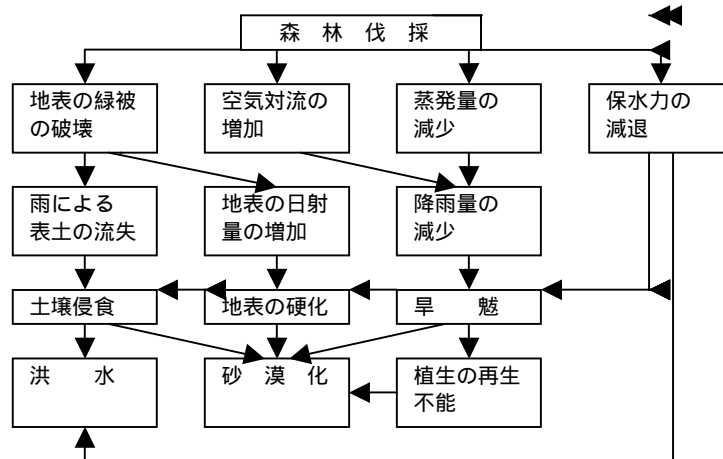 森 林 伐 採
地表の緑被
の破壊
空気対流の
増加
蒸発量の
減少
保水力の
減退
雨による
表土の流失
地表の日射
量の増加
降雨量の
減少
土壌侵食
地表の硬化
旱 魃
洪 水
砂 漠 化
植生の再生
不能